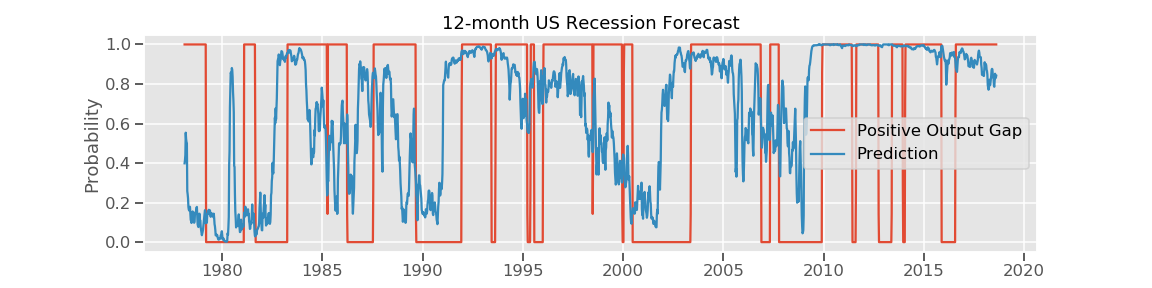 12-month US Recession Forecast
Probability
1.0
0.8
0.6
0.4
0.2
0.0
Positive Output Gap
Prediction
1980 1985 1990 1995 2000 2005 2010 2015 2020